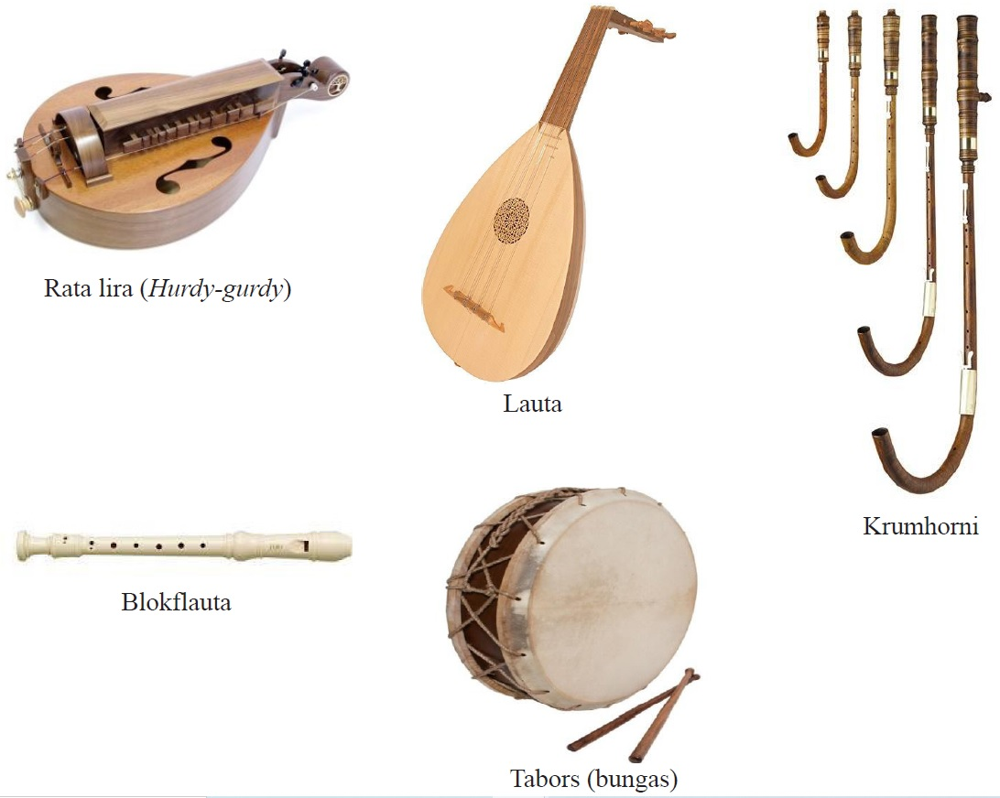 Rata lira (Hurdy-gurdy)
Lauta
Krumhorni
Blokflauta
Tabors (bungas)